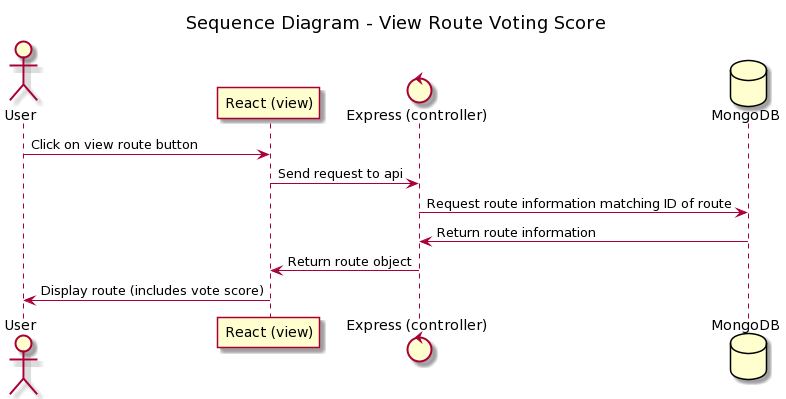 Sequence Diagram - View Route Voting Score
User
React (view)
Express (controller)
MongoDB
Click on view route button
Send request to api
Request route information matching ID of route
Return route information
Return route object
Display route (includes vote score)
User
React (view)
Express (controller)
MongoDB